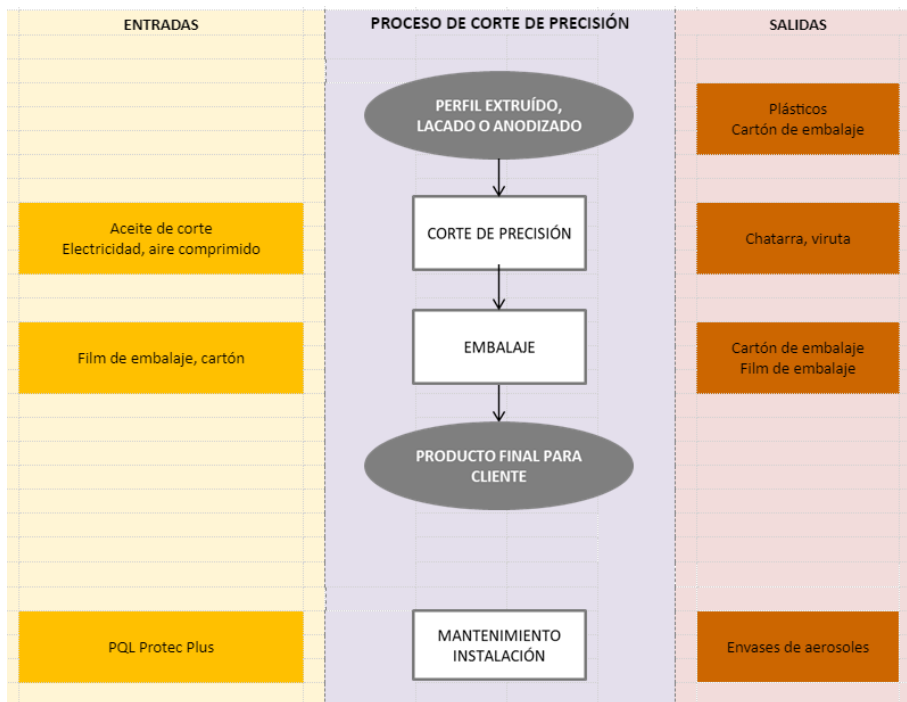 ENTRADAS
PROCESO DE CORTE DE PRECISIÓN
SALIDAS
PERFIL EXTRUÍDO,
LACADO O ANODIZADO
Plásticos
Cartón de embalaje
Aceite de corte
Electricidad, aire comprimido
CORTE DE PRECISIÓN
Chatarra, viruta
Film de embalaje, cartón
EMBALAJE
Cartón de embalaje
Film de embalaje
PRODUCTO FINAL PARA
CLIENTE
PQL Protec Plus
MANTENIMIENTO
INSTALACIÓN
Envases de aerosoles